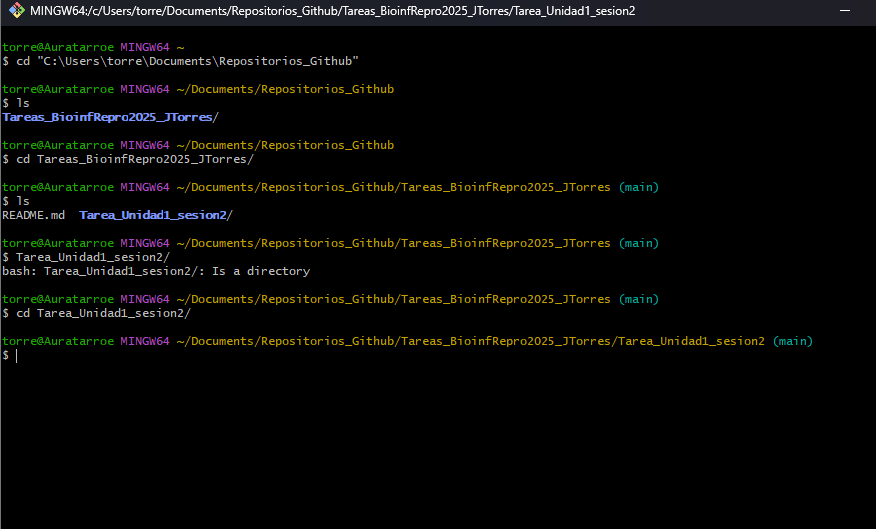 MINGW64:/c/Users/torre/Documents/Repositorios_Github/Tareas_BioinfRepro2025_JTorres/Tarea_Unidad1_sesion2
torre@Auratarroe MINGW64 ~
$ cd "C:\Users\torre\Documents\Repositorios_Github"
torre@Auratarroe MINGW64 ~/Documents/Repositorios_Github
$ ls
Tareas_BioinfRepro2025_JTorres/
torre@Auratarroe MINGW64 ~/Documents/Repositorios_Github
$ cd Tareas_BioinfRepro2025_JTorres/
torre@Auratarroe MINGW64 ~/Documents/Repositorios_Github/Tareas_BioinfRepro2025_JTorres (main)
$ ls
README.md  Tarea_Unidad1_sesion2/
torre@Auratarroe MINGW64 ~/Documents/Repositorios_Github/Tareas_BioinfRepro2025_JTorres (main)
$ Tarea_Unidad1_sesion2/
bash: Tarea_Unidad1_sesion2/: Is a directory
torre@Auratarroe MINGW64 ~/Documents/Repositorios_Github/Tareas_BioinfRepro2025_JTorres (main)
$ cd Tarea_Unidad1_sesion2/
torre@Auratarroe MINGW64 ~/Documents/Repositorios_Github/Tareas_BioinfRepro2025_JTorres/Tarea_Unidad1_sesion2 (main)
$